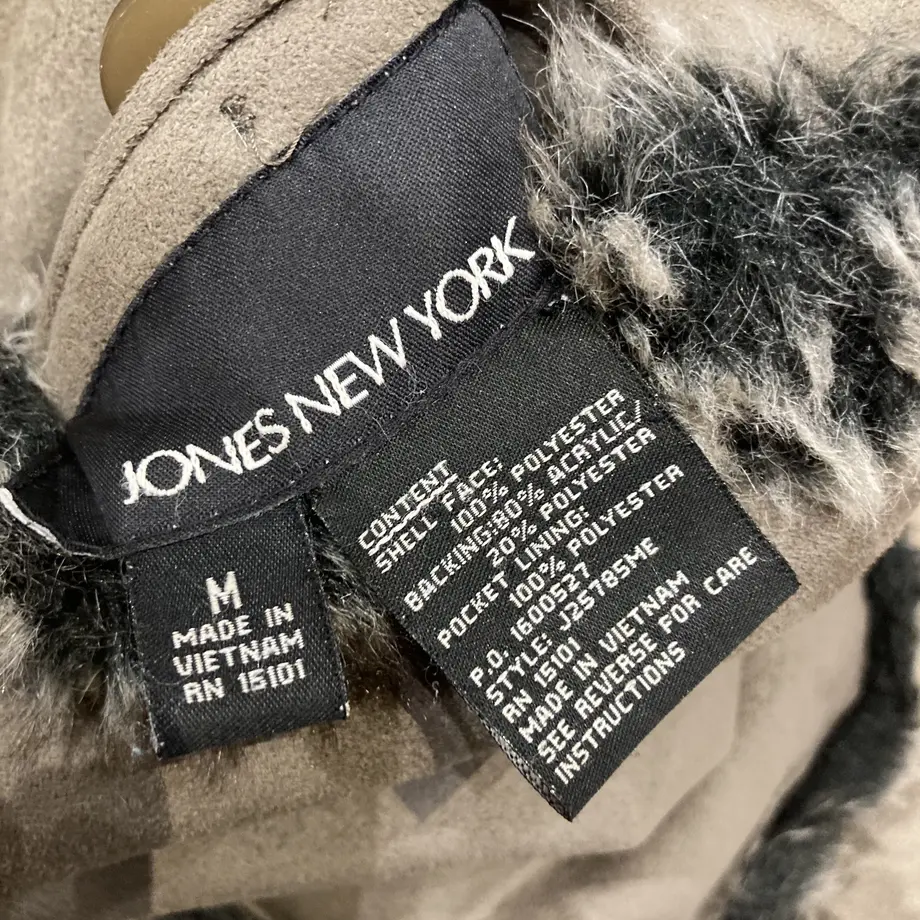 JONES NEW YORK
M
MADE IN
VIETNAM
RN 15101
CONTENT
SHELL FACE:
100% POLYESTER
BACKING:80% ACRYLIC/
20% POLYESTER
POCKET LINING:
100% POLYESTER
P.O. 1600527
STYLE: J25785ME
RN 15101
MADE IN VIETNAM
SEE REVERSE FOR CARE
INSTRUCTIONS